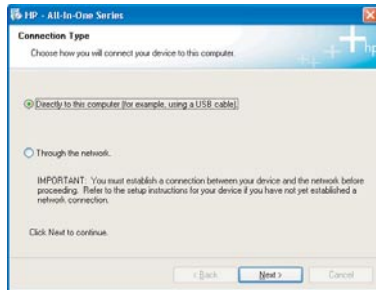 HP - All-In-One Series
Connection Type
Choose how you will connect your device to this computer.
hp
Directly to this computer (for example, using a USB cable).
Through the network.
IMPORTANT: You must establish a connection between your device and the network before
proceeding. Refer to the setup instructions for your device if you have not yet established a
network connection.
Click Next to continue.
< Back Next > Cancel